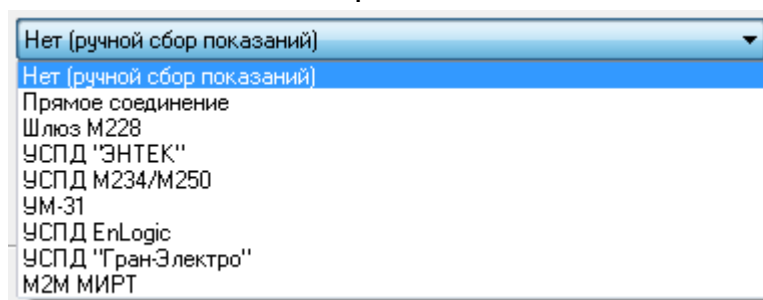 Нет (ручной сбор показаний)
Нет (ручной сбор показаний)
Прямое соединение
Шлюз М228
УСПД "ЭНТЕК"
УСПД М234/М250
УМ-31
УСПД EnLogic
УСПД "Гран-Электро"
М2М МИРТ